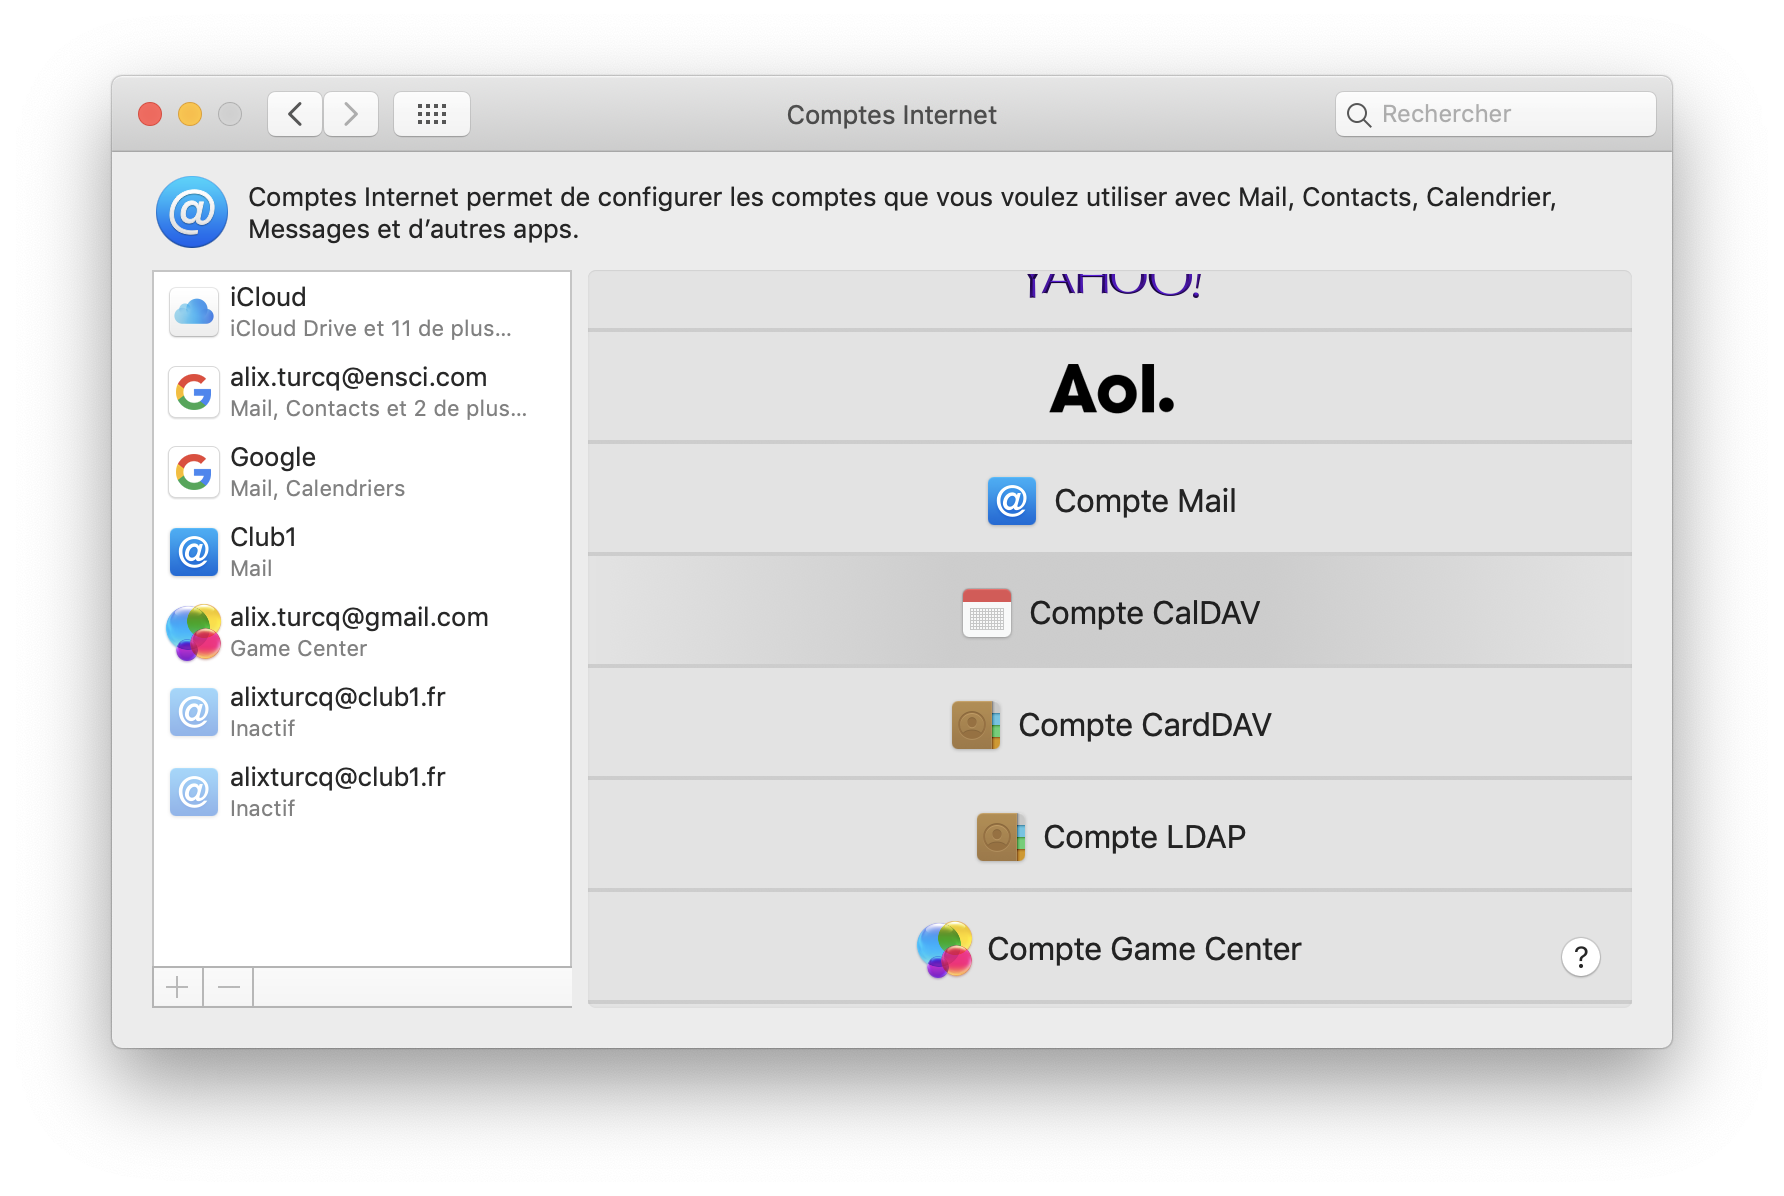 Comptes Internet
Rechercher
Comptes Internet permet de configurer les comptes que vous voulez utiliser avec Mail, Contacts, Calendrier,
Messages et d’autres apps.
iCloud
iCloud Drive et 11 de plus...
alix.turcq@ensci.com
Mail, Contacts et 2 de plus...
Google
Mail, Calendriers
Club1
Mail
alix.turcq@gmail.com
Game Center
alixturcq@club1.fr
Inactif
alixturcq@club1.fr
Inactif
YAHOO!
Aol.
Compte Mail
Compte CalDAV
Compte CardDAV
Compte LDAP
Compte Game Center
?